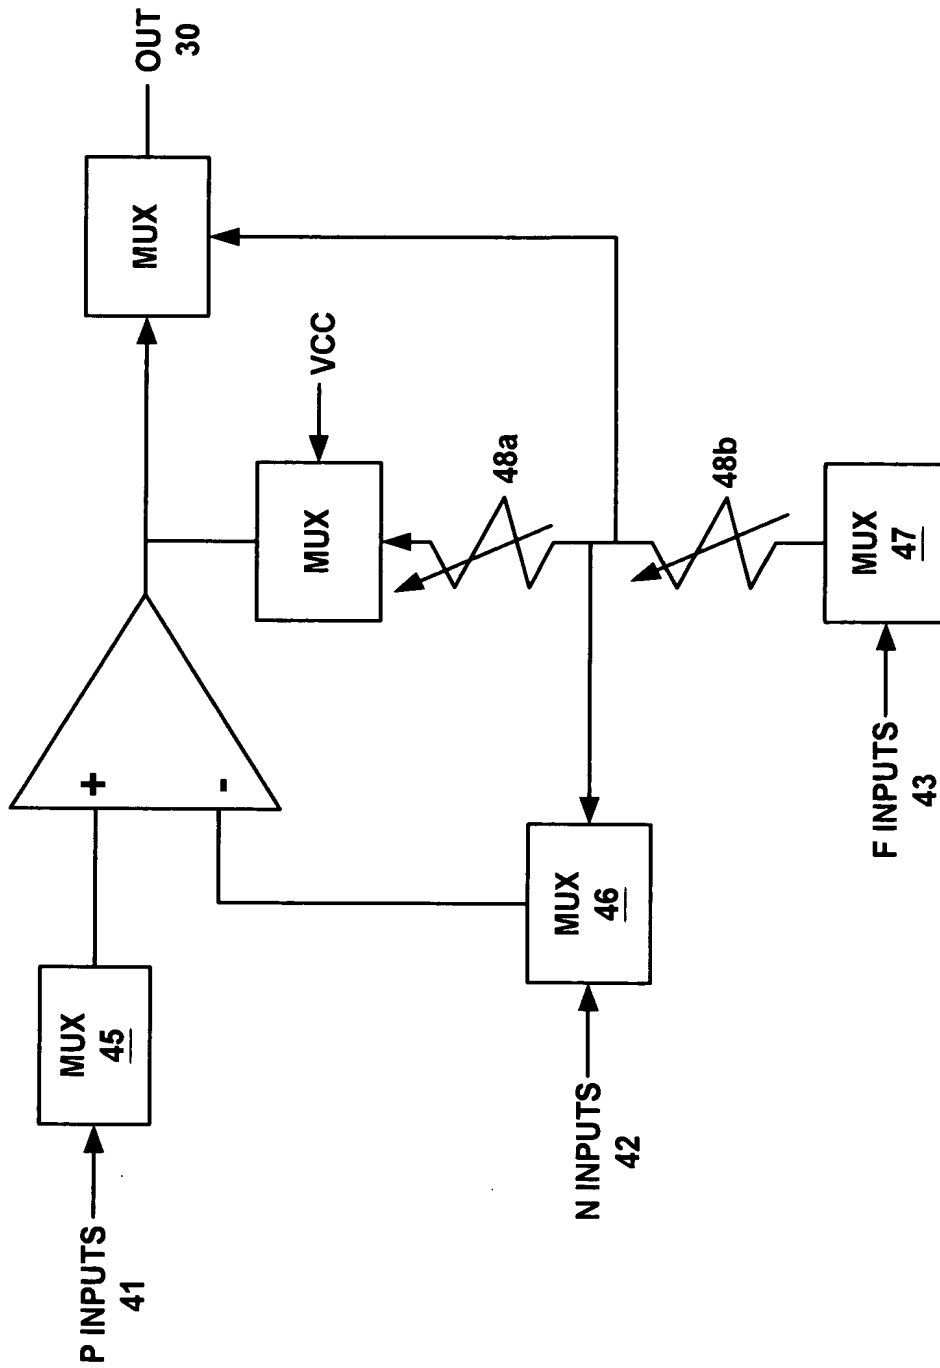 P INPUTS
41
MUX
45
+
-
N INPUTS
42
MUX
46
MUX
VCC
MUX
OUT
30
48a
48b
F INPUTS
43
MUX
47